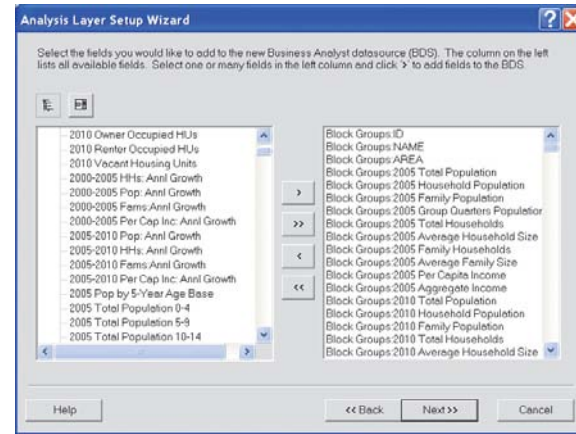 Analysis Layer Setup Wizard
Select the fields you would like to add to the new Business Analyst datasource (BDS). The column on the left
lists all available fields. Select one or many fields in the left column and click '>' to add fields to the BDS.
2010 Owner Occupied HUs
2010 Renter Occupied HUs
2010 Vacant Housing Units
2000-2005 HHs: Annl Growth
2000-2005 Pop: Annl Growth
2000-2005 Fams:Annl Growth
2000-2005 Per Cap Inc: Annl Growth
2005-2010 Pop: Annl Growth
2005-2010 HHs: Annl Growth
2005-2010 Fams:Annl Growth
2005-2010 Per Cap Inc: Annl Growth
2005 Pop by 5-Year Age Base
2005 Total Population 0-4
2005 Total Population 5-9
2005 Total Population 10-14
>
>>
<
<<
Block Groups:ID
Block Groups:NAME
Block Groups:AREA
Block Groups:2005 Total Population
Block Groups:2005 Household Population
Block Groups:2005 Family Population
Block Groups:2005 Group Quarters Population
Block Groups:2005 Total Households
Block Groups:2005 Average Household Size
Block Groups:2005 Family Households
Block Groups:2005 Average Family Size
Block Groups:2005 Per Capita Income
Block Groups:2005 Aggregate Income
Block Groups:2010 Total Population
Block Groups:2010 Household Population
Block Groups:2010 Family Population
Block Groups:2010 Total Households
Block Groups:2010 Average Household Size
Help
<< Back
Next >>
Cancel